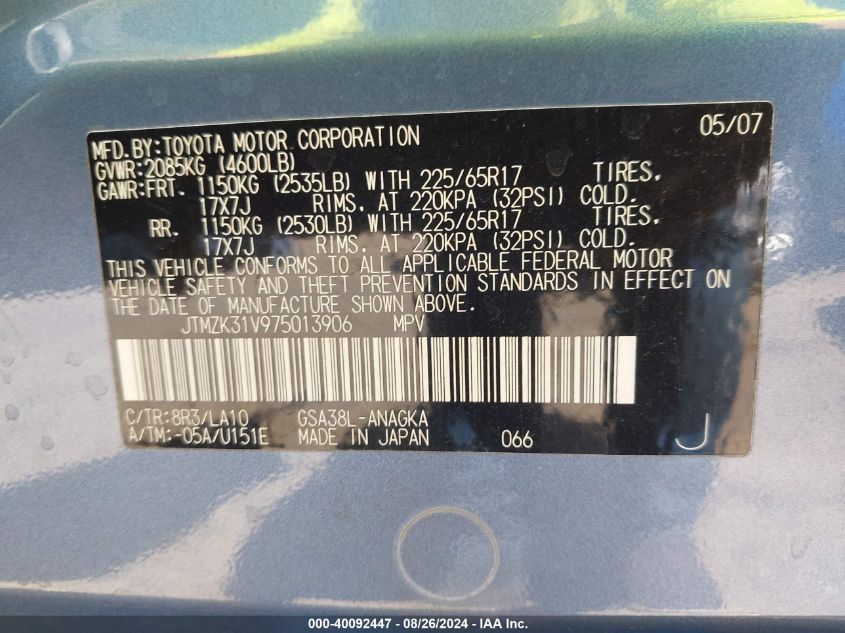 MFD.BY:TOYOTA MOTOR CORPORATION 05/07
GVWR:2085KG (4600LB)
GAWR:FRT. 1150KG (2535LB) WITH 225/65R17 TIRES,
17X7J RIMS, AT 220KPA (32PSI) COLD.
RR. 1150KG (2530LB) WITH 225/65R17 TIRES,
17X7J RIMS, AT 220KPA (32PSI) COLD.
THIS VEHICLE CONFORMS TO ALL APPLICABLE FEDERAL MOTOR
VEHICLE SAFETY AND THEFT PREVENTION STANDARDS IN EFFECT ON
THE DATE OF MANUFACTURE SHOWN ABOVE.
JTMZK31V975013906 MPV
C/TR:8R3/LA10 GSA38L-ANAGKA
A/TM:-05A/U151E MADE IN JAPAN 066 J
000-40092447 - 08/26/2024 - IAA Inc.